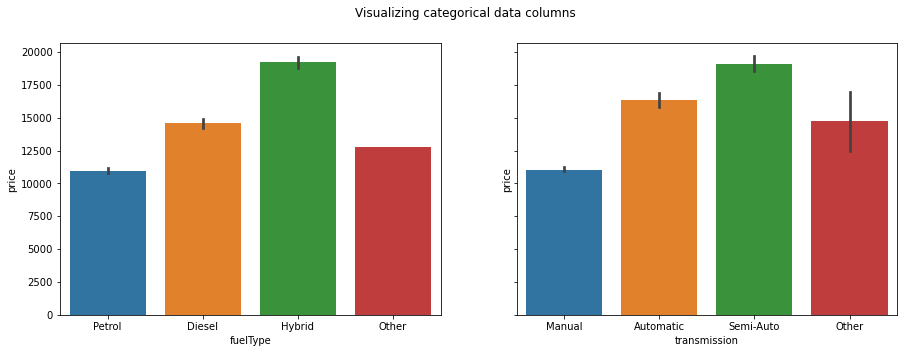 Visualizing categorical data columns
20000
17500
15000
12500
10000
7500
5000
2500
0
price
Petrol Diesel Hybrid Other
fuelType
price
Manual Automatic Semi-Auto Other
transmission